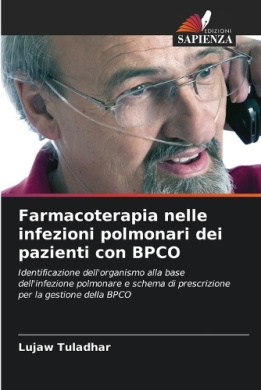 EDIZIONI
SAPIENZA
Farmacoterapia nelle
infezioni polmonari dei
pazienti con BPCO
Identificazione dell'organismo alla base
dell'infezione polmonare e schema di prescrizione
per la gestione della BPCO
Lujaw Tuladhar